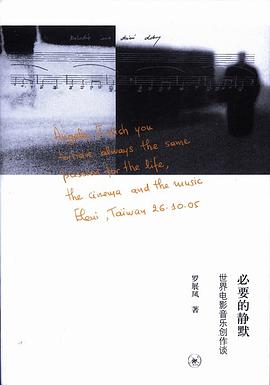 Angela I wish you
to have always the same
passion for the life,
the cinema and the music
Eleni, Taiwan 26.10.05
必要的静默
世界电影音乐创作谈
罗展凤 著